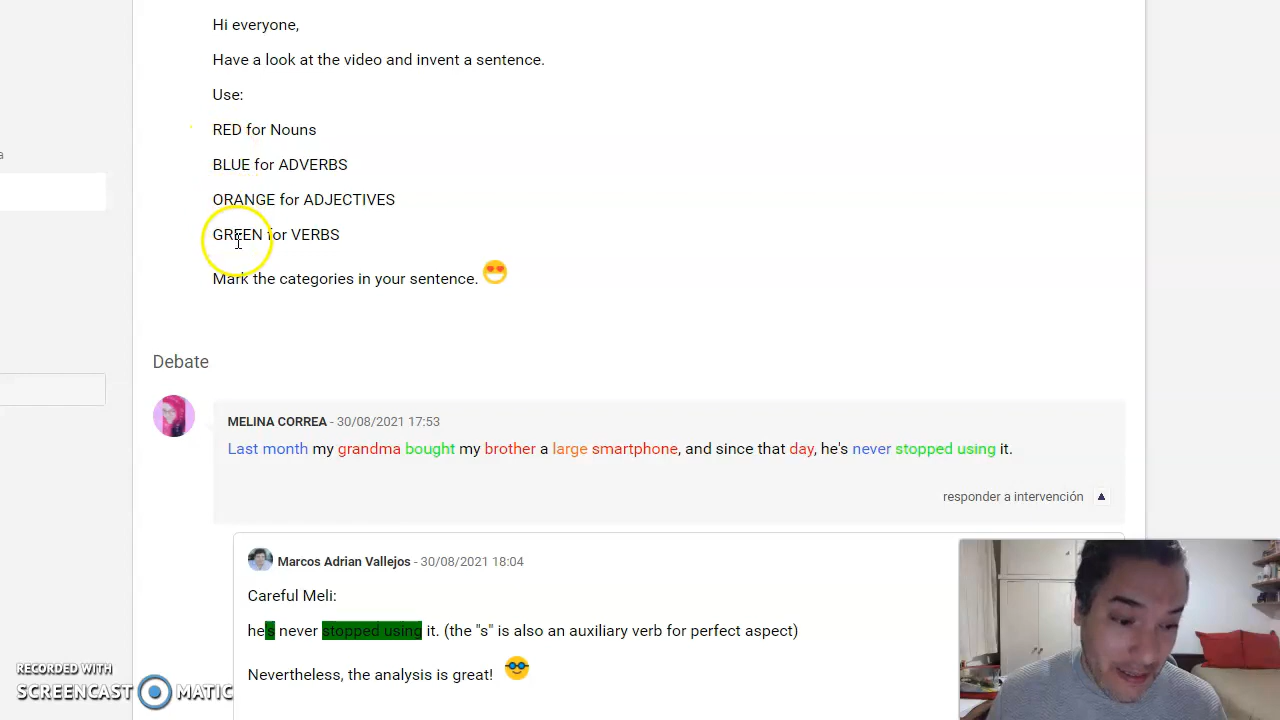 Hi everyone,
Have a look at the video and invent a sentence.
Use:
RED for Nouns
a
BLUE for ADVERBS
ORANGE for ADJECTIVES
GREEN for VERBS
Mark the categories in your sentence.
Debate
MELINA CORREA - 30/08/2021 17:53
Last month my grandma bought my brother a large smartphone, and since that day, he's never stopped using it.
responder a intervención
Marcos Adrian Vallejos - 30/08/2021 18:04
Careful Meli:
he's never stopped using it. (the "s" is also an auxiliary verb for perfect aspect)
Nevertheless, the analysis is great!
RECORDED WITH
SCREENCAST MATIC